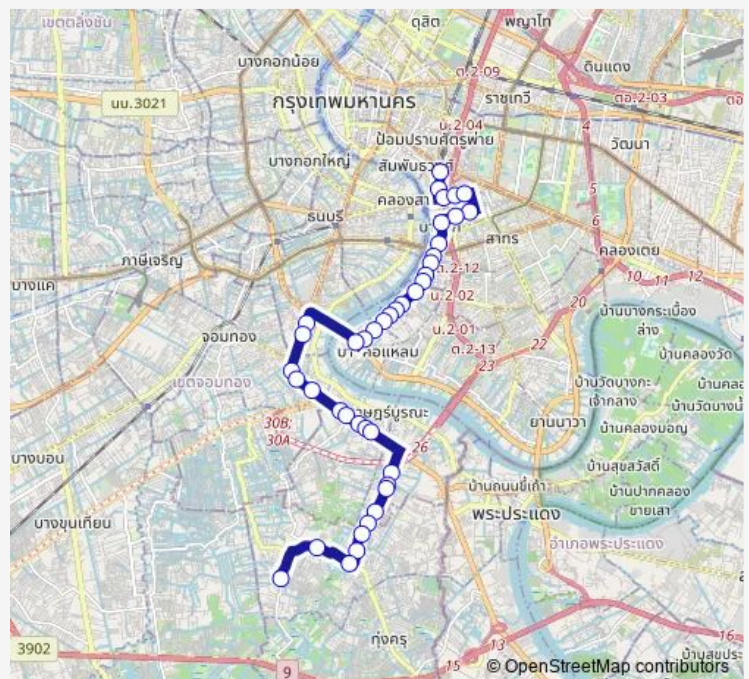 เขตตลิ่งชัน
ดุสิต
พญาไท
บางกอกน้อย
ต.2-09
ดินแดง
นบ.3021
กรุงเทพมหานคร
ราชเทวี
ตอ.2-03
น.2-04
4
ป้อมปราบศัตรูพ่าย
วัฒนา
บางกอกใหญ่
สัมพันธวงศ์
5
คลองสา
6
ธนบุรี
สาทร
คลองเตย
ภาษีเจริญ
ต.2-12
10
11
12
บางแค
น.2-02
20
บ้านบางกระเบื้อง
ล่าง
น.2-01
22
จอมทอง
ต.2-13
บ้านคลองวัด
23
เขตจอมทอง
บ้านวัดบางกะ
เจ้ากลาง
30B;
30A
ยานนาวา
บ้านคลองมอญ
26
บางบอน
บ้านสุขสวัสดิ์
บ้านถนนขี้เถ้า
บ้านปากคลอง
ขายเสา
บางขุนเทียน
พระประแดง
อำเภอพระประแดง
ทุ่งครุ
16
3902
13
9
15
© OpenStreetMap contributors